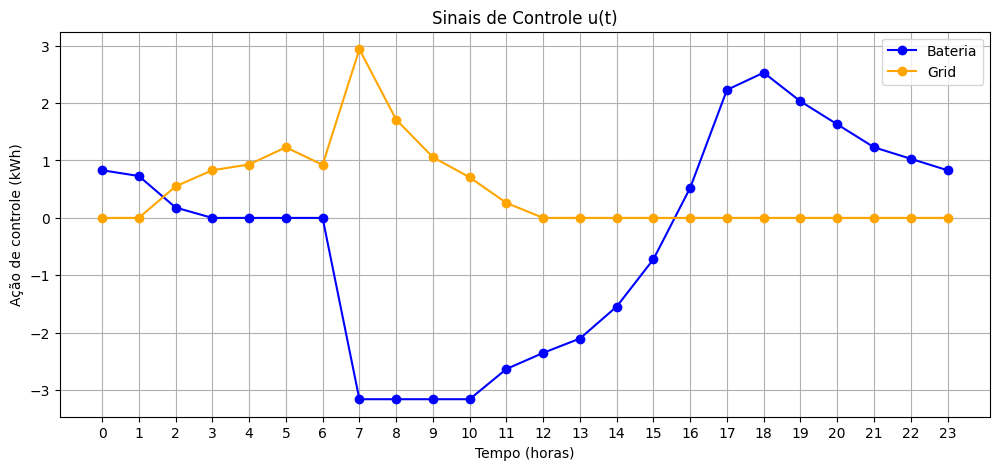 Sinais de Controle u(t)
Bateria
Grid
Ação de controle (kWh)
3
2
1
0
−1
−2
−3
0 1 2 3 4 5 6 7 8 9 10 11 12 13 14 15 16 17 18 19 20 21 22 23
Tempo (horas)